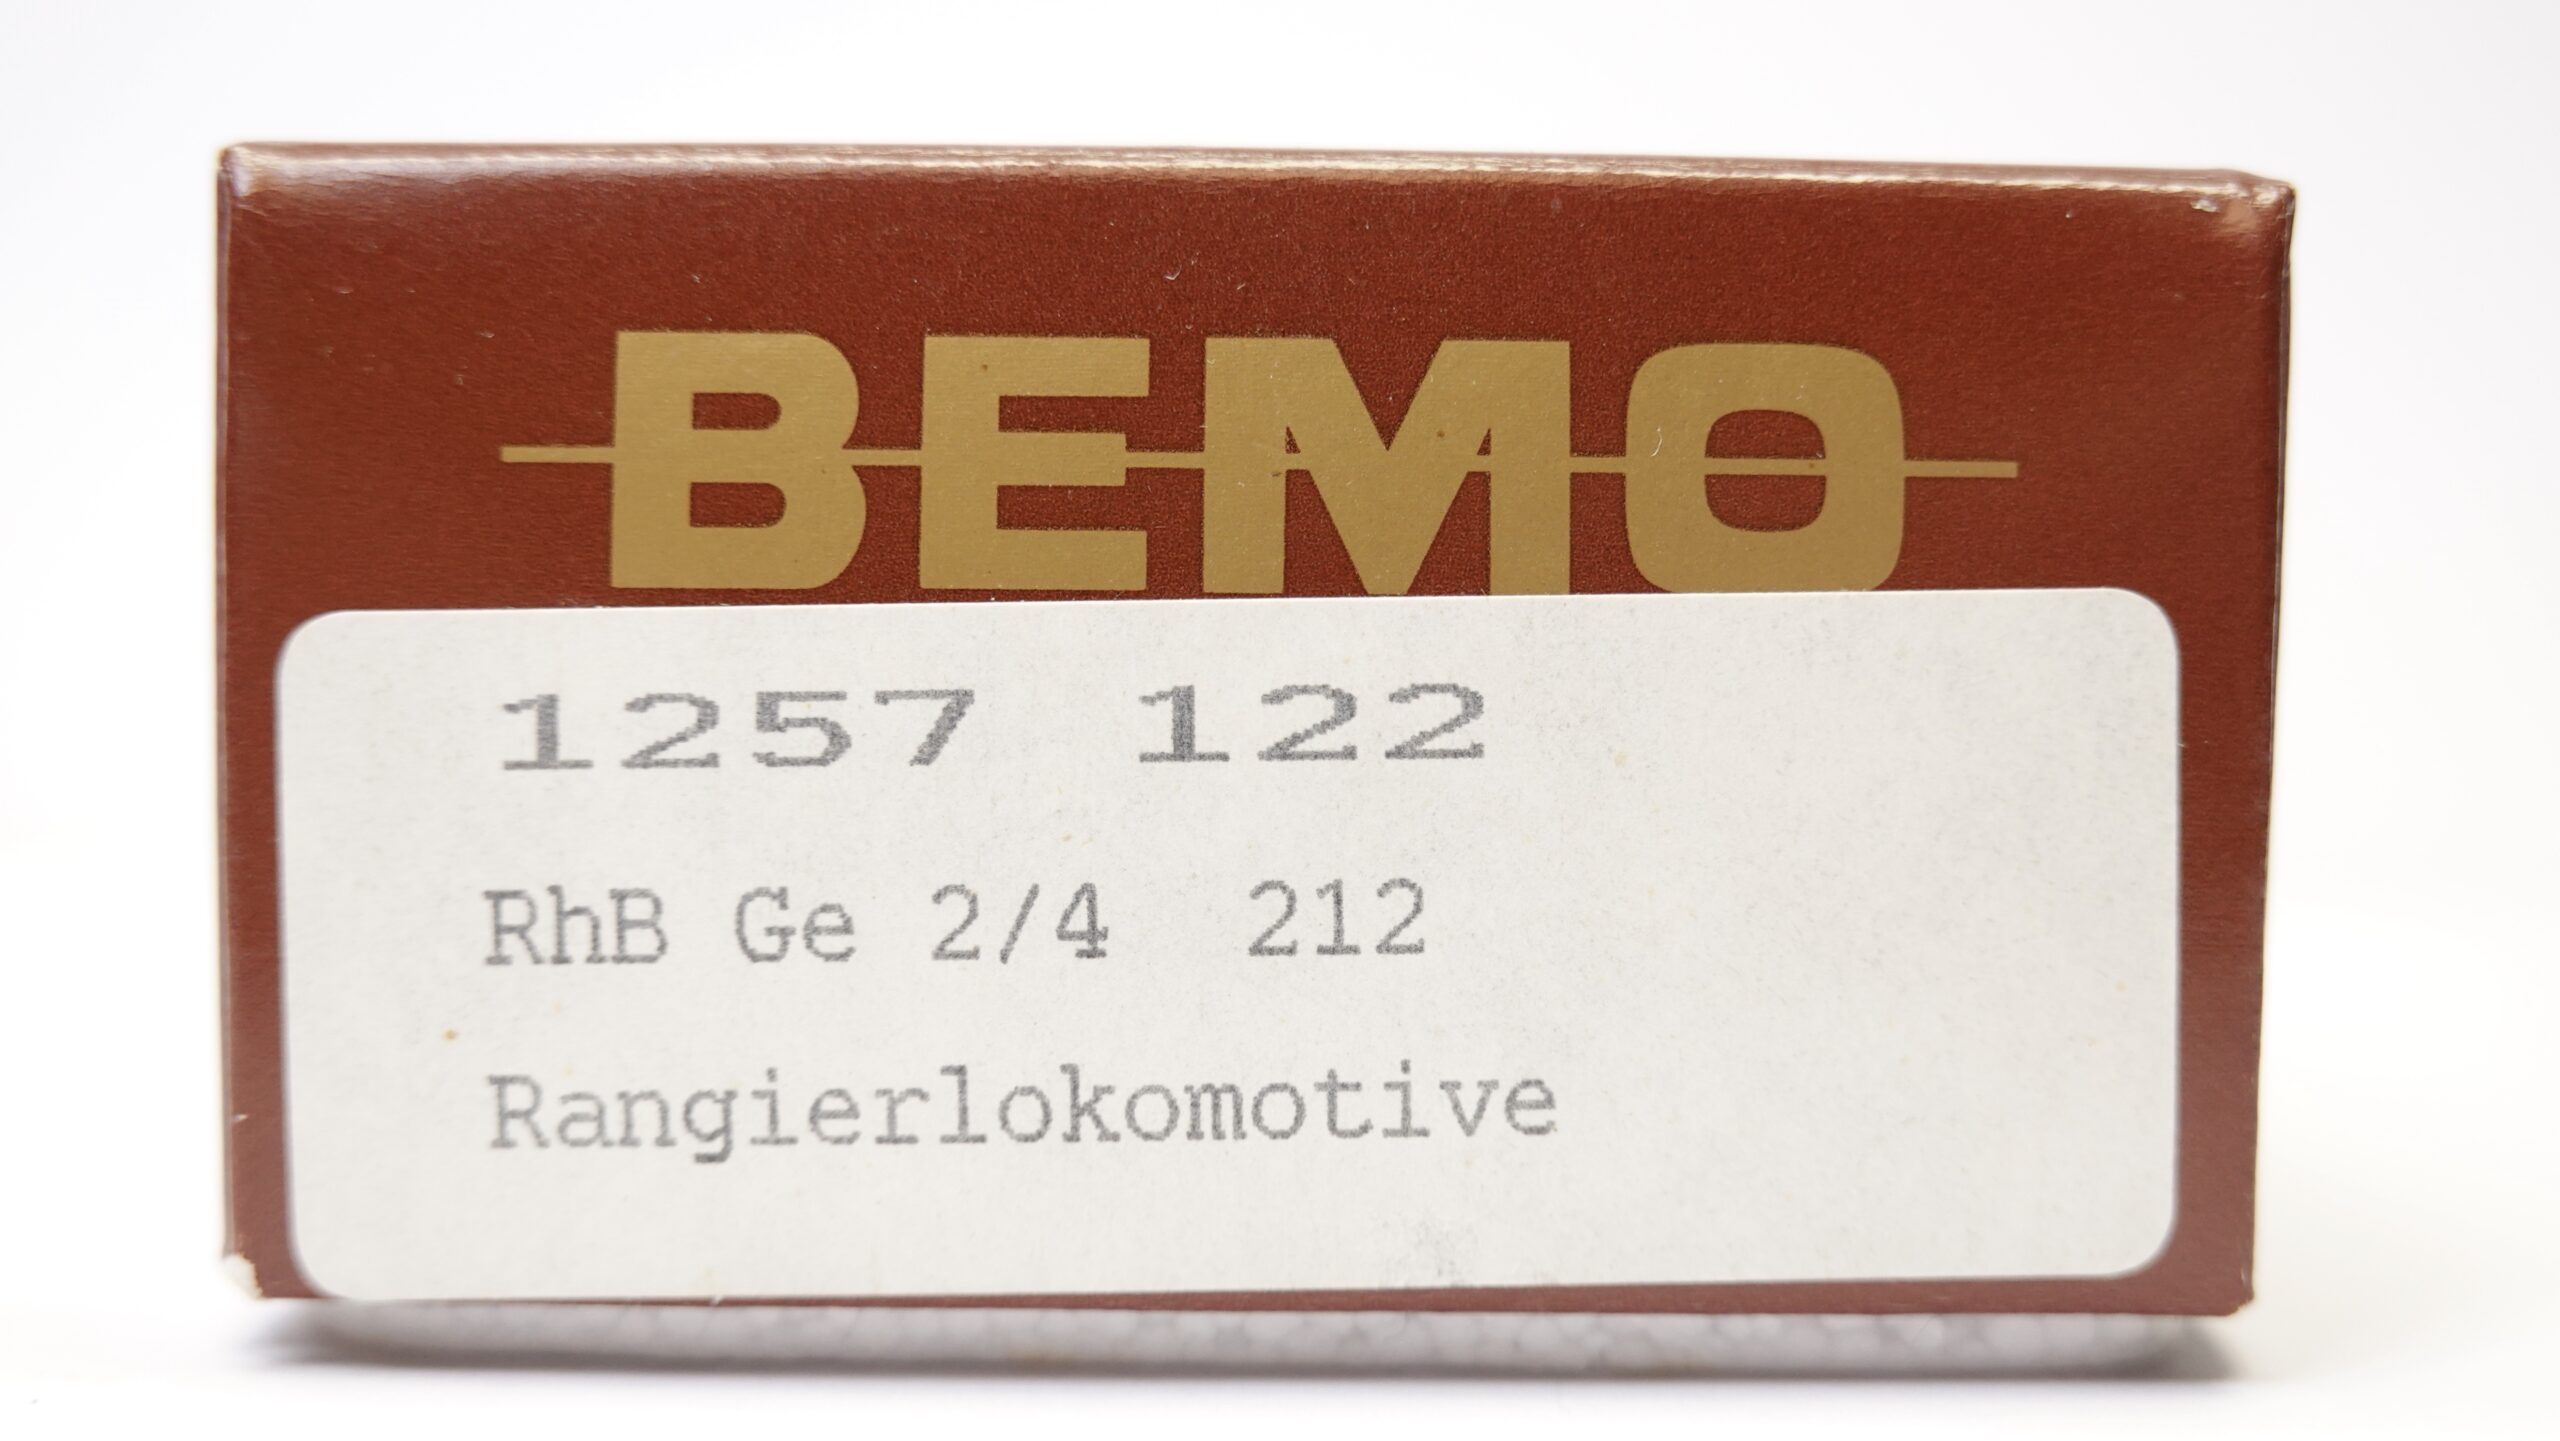 BEMO
1257 122
RhB Ge 2/4 212
Rangierlokomotive